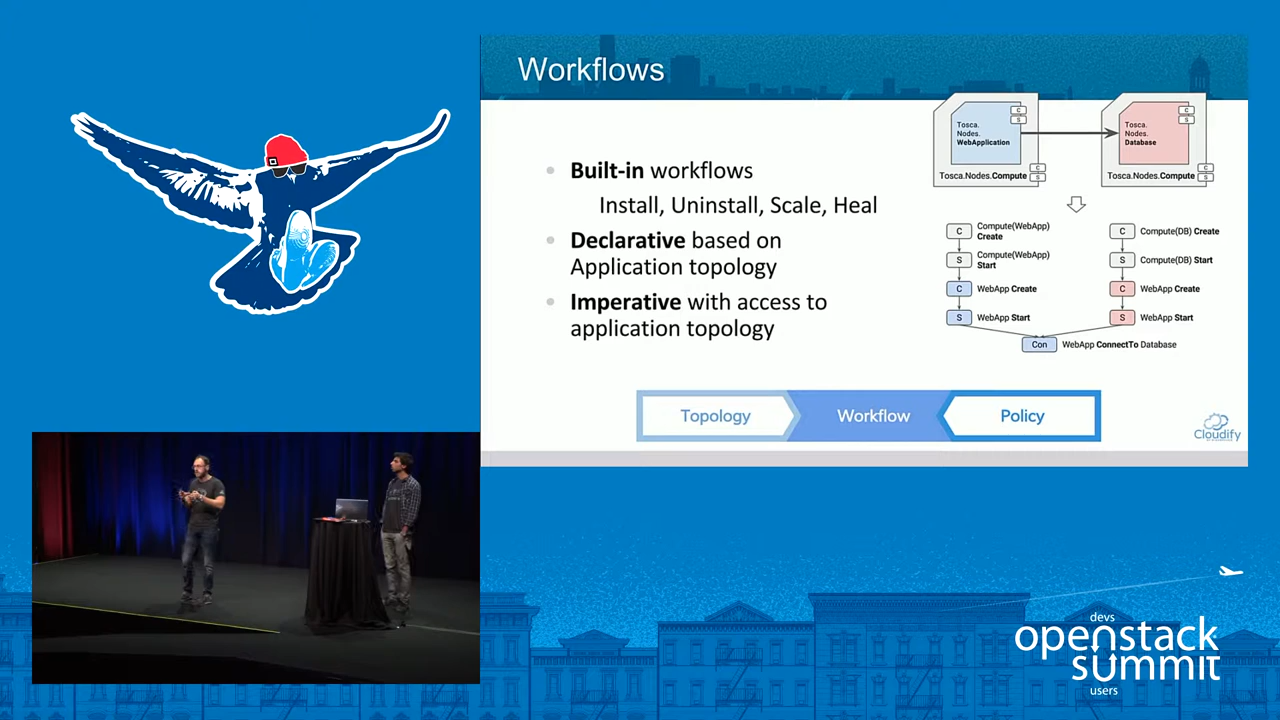 Workflows
Built-in workflows
Install, Uninstall, Scale, Heal
Declarative based on
Application topology
Imperative with access to
application topology
Tosca.
Nodes.
WebApplication
C
S
Tosca.Nodes.Compute
C
S
Tosca.
Nodes.
Database
C
S
Tosca.Nodes.Compute
C
S
C
Compute(WebApp)
Create
S
Compute(WebApp)
Start
C
WebApp Create
S
WebApp Start
C
Compute(DB) Create
S
Compute(DB) Start
C
WebApp Create
S
WebApp Start
Con
WebApp ConnectTo Database
Topology
Workflow
Policy
Cloudify
devs
openstack
summit
users